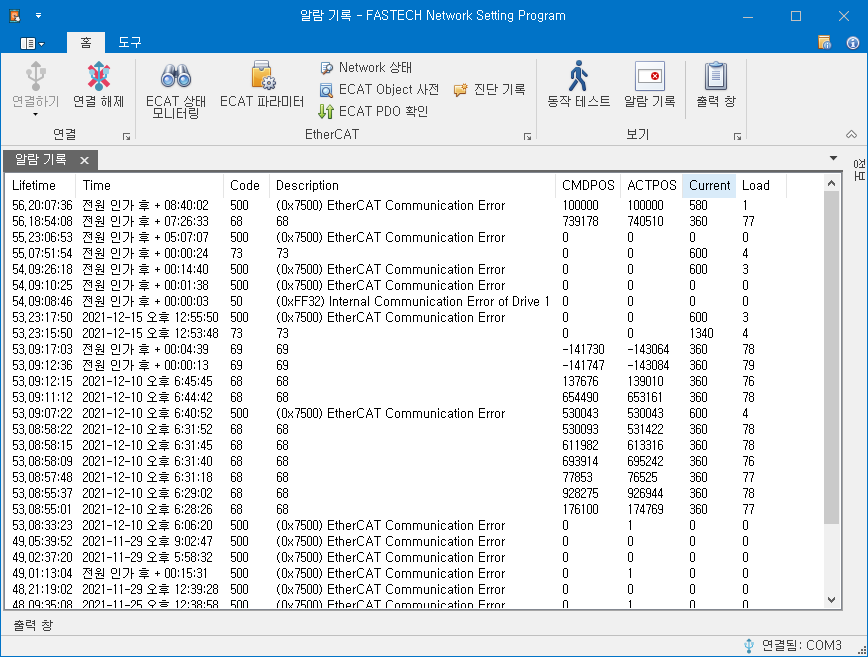 알람 기록 - FASTECH Network Setting Program
홈 도구
연결하기 연결 해제
연결
ECAT 상태 모니터링
ECAT 파라미터
Network 상태
ECAT Object 사전
ECAT PDO 확인
진단 기록
EtherCAT
동작 테스트 알람 기록
출력 창
보기
알람 기록
정보
Lifetime Time Code Description CMDPOS ACTPOS Current Load
56,20:07:36 전원 인가 후 + 08:40:02 500 (0x7500) EtherCAT Communication Error 100000 100000 580 1
56,18:54:08 전원 인가 후 + 07:26:33 68 68 739178 740510 360 77
55,23:06:53 전원 인가 후 + 05:07:07 500 (0x7500) EtherCAT Communication Error 0 0 0 0
55,07:51:54 전원 인가 후 + 00:00:24 73 73 0 0 600 4
54,09:26:18 전원 인가 후 + 00:14:40 500 (0x7500) EtherCAT Communication Error 0 0 600 3
54,09:10:25 전원 인가 후 + 00:01:38 500 (0x7500) EtherCAT Communication Error 0 0 0 0
54,09:08:46 전원 인가 후 + 00:00:03 50 (0xFF32) Internal Communication Error of Drive 1 0 0 0 0
53,23:17:50 2021-12-15 오후 12:55:50 500 (0x7500) EtherCAT Communication Error 0 0 600 3
53,23:15:50 2021-12-15 오후 12:53:48 73 73 0 0 1340 4
53,09:17:03 전원 인가 후 + 00:04:39 69 69 -141730 -143064 360 78
53,09:12:36 전원 인가 후 + 00:00:13 69 69 -141747 -143084 360 79
53,09:12:15 2021-12-10 오후 6:45:45 68 68 137676 139010 360 76
53,09:11:12 2021-12-10 오후 6:44:42 68 68 654490 653161 360 78
53,09:07:22 2021-12-10 오후 6:40:52 500 (0x7500) EtherCAT Communication Error 530043 530043 600 4
53,08:58:22 2021-12-10 오후 6:31:52 68 68 530093 531422 360 78
53,08:58:15 2021-12-10 오후 6:31:45 68 68 611982 613316 360 78
53,08:58:09 2021-12-10 오후 6:31:40 68 68 693914 695242 360 76
53,08:57:48 2021-12-10 오후 6:31:18 68 68 77853 76525 360 77
53,08:55:37 2021-12-10 오후 6:29:02 68 68 928275 926944 360 78
53,08:55:01 2021-12-10 오후 6:28:26 68 68 176100 174769 360 77
53,08:33:23 2021-12-10 오후 6:06:20 500 (0x7500) EtherCAT Communication Error 0 1 0 0
49,05:39:52 2021-11-29 오후 9:02:47 500 (0x7500) EtherCAT Communication Error 0 0 0 0
49,02:37:20 2021-11-29 오후 5:58:32 500 (0x7500) EtherCAT Communication Error 0 0 0 0
49,01:13:04 전원 인가 후 + 00:15:31 500 (0x7500) EtherCAT Communication Error 0 1 0 0
48,21:19:02 2021-11-29 오후 12:39:28 500 (0x7500) EtherCAT Communication Error 0 0 0 0
48,09:35:08 2021-11-25 오후 12:38:58 500 (0x7500) EtherCAT Communication Error 0 1 0 0
출력 창
연결됨: COM3